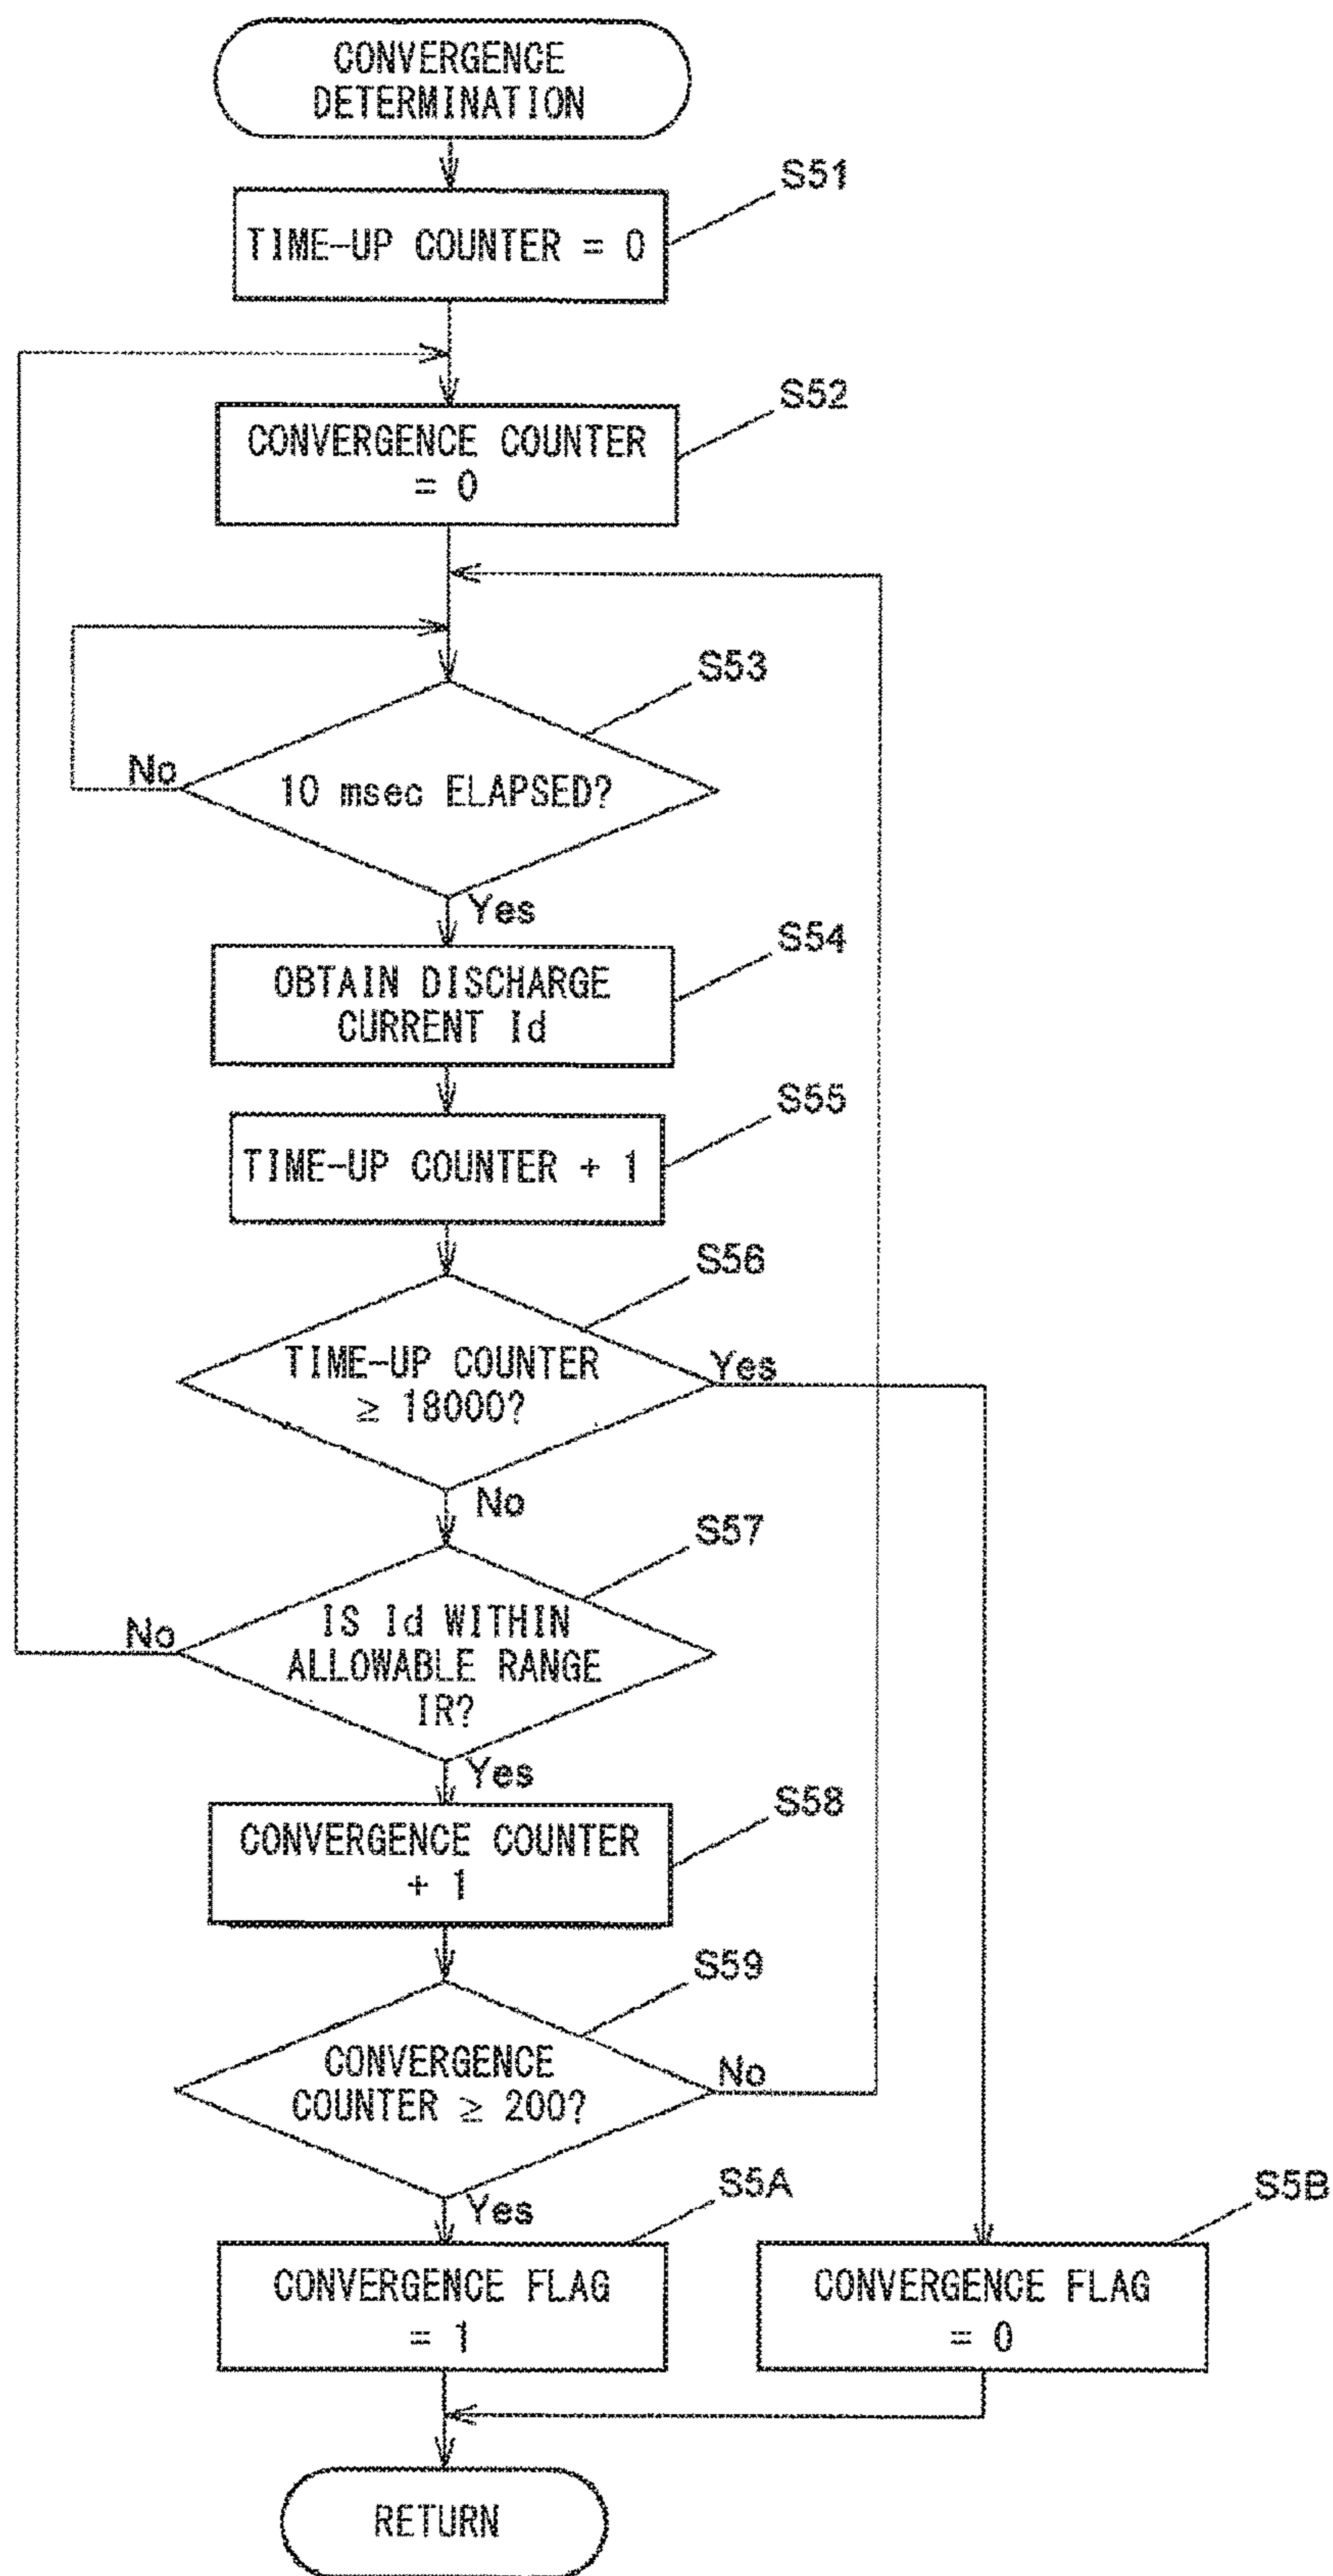 CONVERGENCE
DETERMINATION
S51
TIME-UP COUNTER = 0
S52
CONVERGENCE COUNTER
= 0
S53
No
10 msec ELAPSED?
Yes
S54
OBTAIN DISCHARGE
CURRENT Id
S55
TIME-UP COUNTER + 1
S56
TIME-UP COUNTER
≥ 18000?
Yes
No
S57
No
IS Id WITHIN
ALLOWABLE RANGE
IR?
Yes
S58
CONVERGENCE COUNTER
+ 1
S59
CONVERGENCE
COUNTER ≥ 200?
No
Yes
S5A
S5B
CONVERGENCE FLAG
= 1
CONVERGENCE FLAG
= 0
RETURN